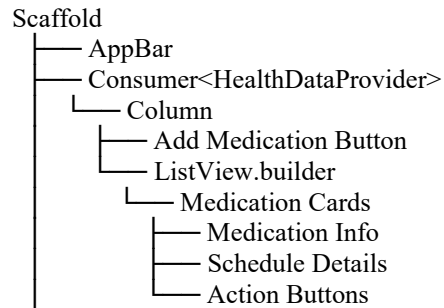 Scaffold
AppBar
Consumer<HealthDataProvider>
Column
Add Medication Button
ListView.builder
Medication Cards
Medication Info
Schedule Details
Action Buttons